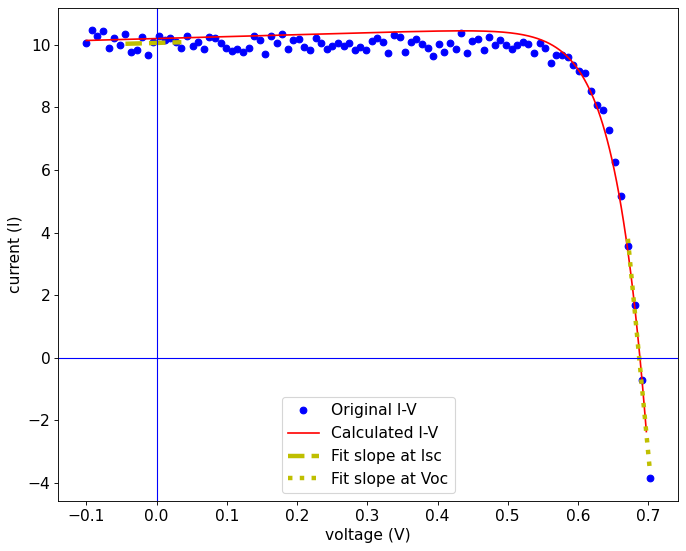 10
8
6
4
2
0
−2
−4
current (I)
Original I-V
Calculated I-V
Fit slope at Isc
Fit slope at Voc
−0.1 0.0 0.1 0.2 0.3 0.4 0.5 0.6 0.7
voltage (V)